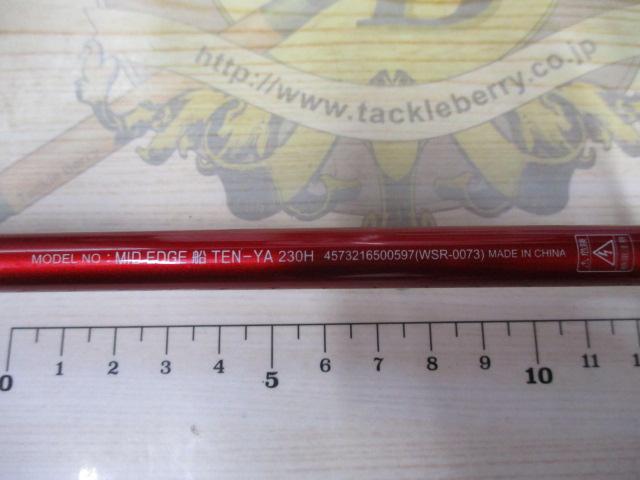 http://www.tackleberry.co.jp
MODEL NO : MID EDGE 船 TEN-YA 230H 4573216500597(WSR-0073) MADE IN CHINA
0 1 2 3 4 5 6 7 8 9 10 11